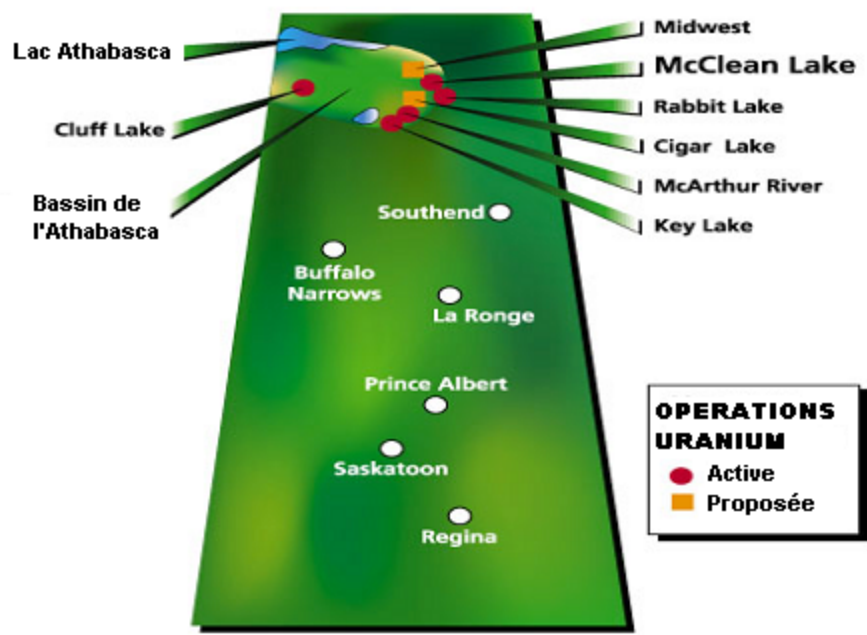 Lac Athabasca
Cluff Lake
Bassin de
l'Athabasca
Midwest
McClean Lake
Rabbit Lake
Cigar Lake
McArthur River
Key Lake
Southend
Buffalo
Narrows
La Ronge
Prince Albert
Saskatoon
Regina
OPERATIONS
URANIUM
Active
Proposée